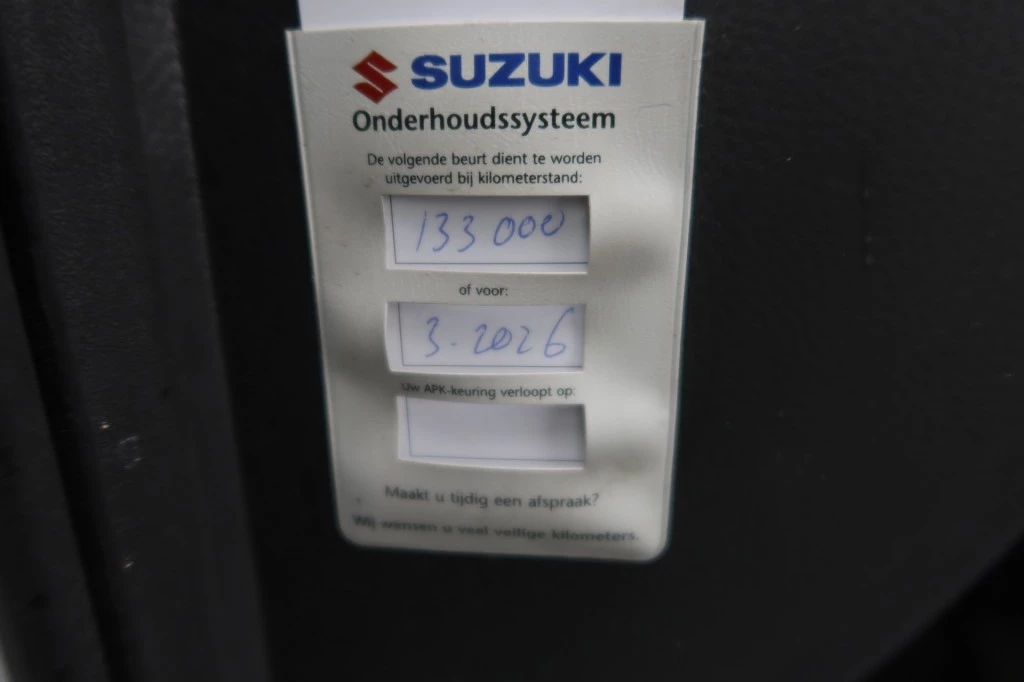 SUZUKI
Onderhoudssysteem
De volgende beurt dient te worden
uitgevoerd bij kilometerstand:
133 000
of voor:
3-2026
Uw APK-keuring verloopt op:
Maakt u tijdig een afspraak?
Wij wensen u veel veilige kilometers.